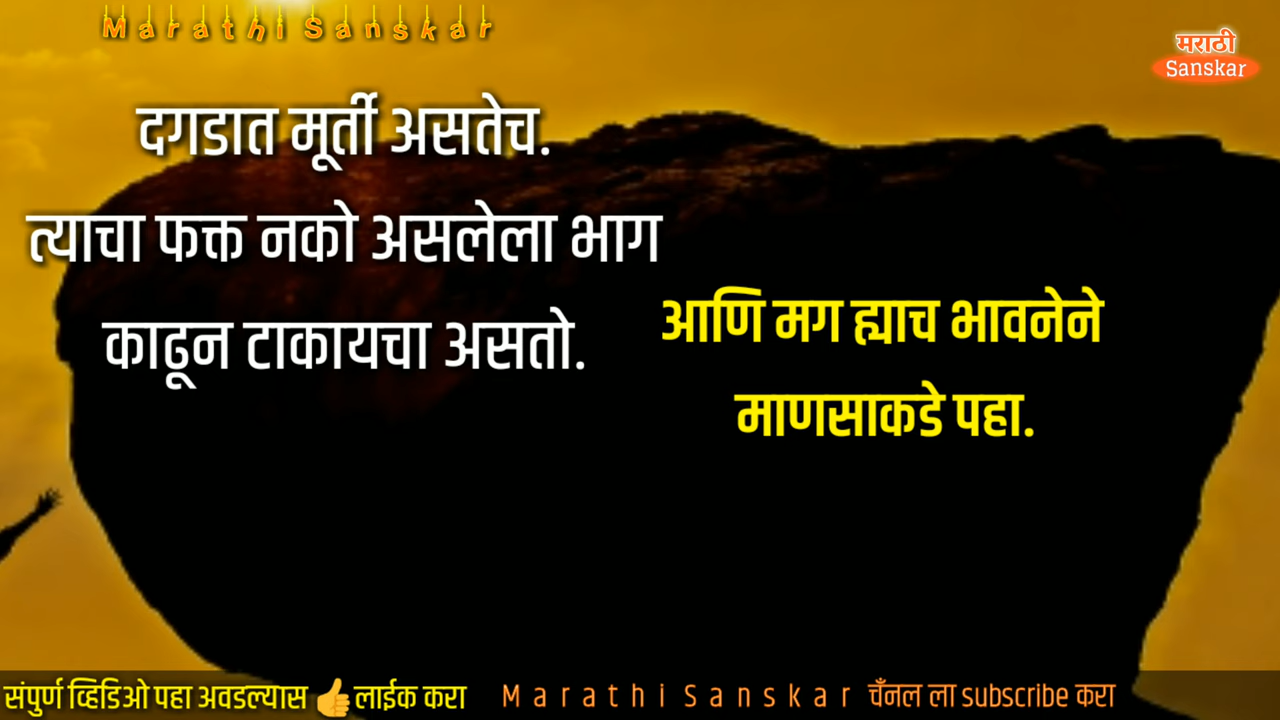 Marathi Sanskar
मराठी
Sanskar
दगडात मूर्ती असतेच.
त्याचा फक्त नको असलेला भाग
काढून टाकायचा असतो.
आणि मग ह्याच भावनेने
माणसाकडे पहा.
संपुर्ण व्हिडिओ पहा अवडल्यास 👍 लाईक करा Marathi Sanskar चॅंनल ला subscribe करा